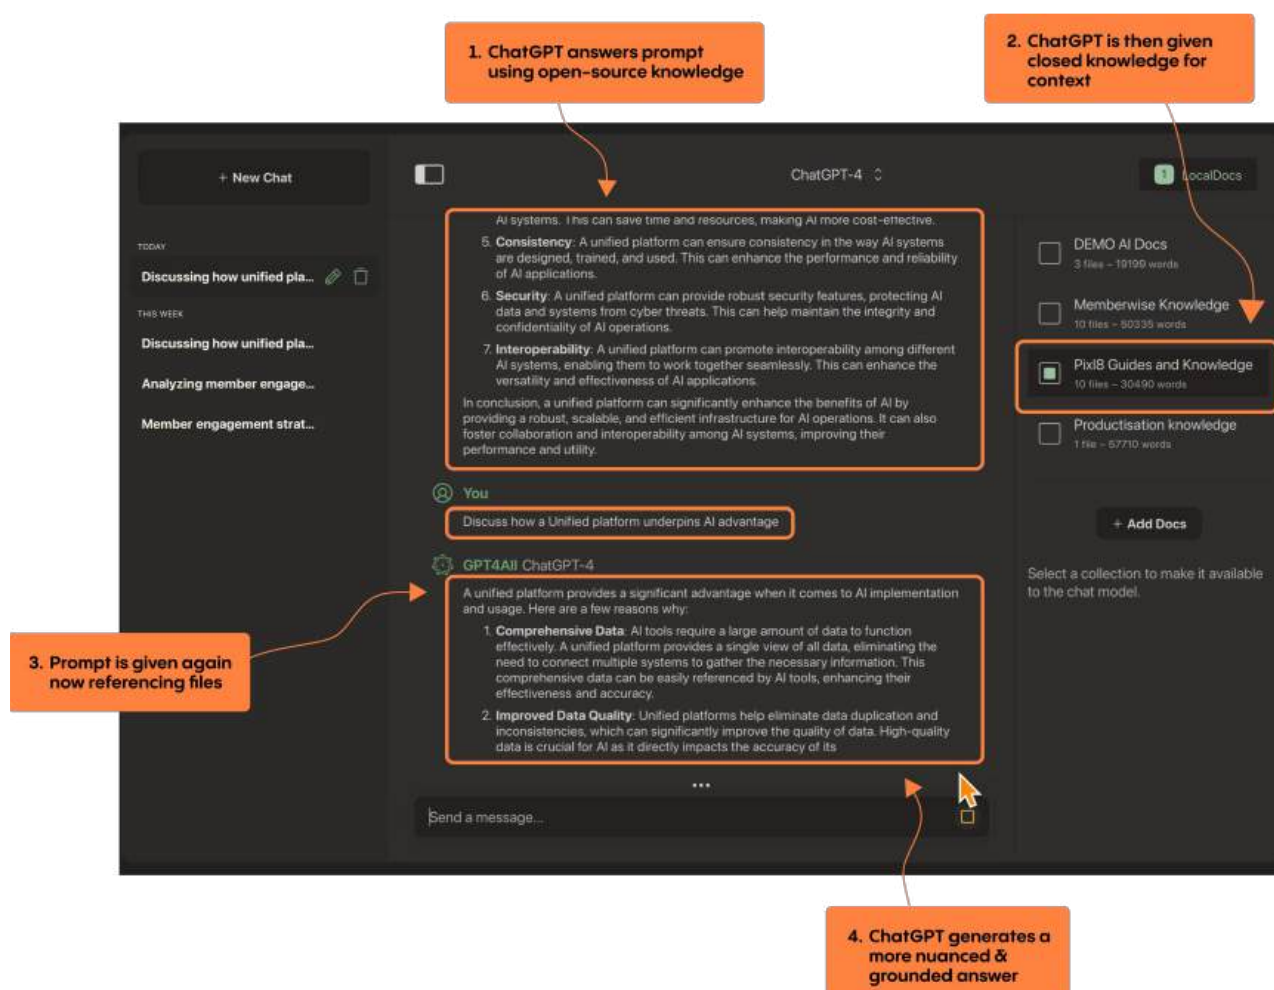 1. ChatGPT answers prompt
using open-source knowledge
2. ChatGPT is then given
closed knowledge for
context
+ New Chat
ChatGPT-4
1 LocalDocs
TODAY
Discussing how unified pla...
THIS WEEK
Discussing how unified pla...
Analyzing member engage...
Member engagement strat...
AI systems. This can save time and resources, making AI more cost-effective.
5. Consistency: A unified platform can ensure consistency in the way AI systems
are designed, trained, and used. This can enhance the performance and reliability
of AI applications.
6. Security: A unified platform can provide robust security features, protecting AI
data and systems from cyber threats. This can help maintain the integrity and
confidentiality of AI operations.
7. Interoperability: A unified platform can promote interoperability among different
AI systems, enabling them to work together seamlessly. This can enhance the
versatility and effectiveness of AI applications.
In conclusion, a unified platform can significantly enhance the benefits of AI by
providing a robust, scalable, and efficient infrastructure for AI operations. It can also
foster collaboration and interoperability among AI systems, improving their
performance and utility.
You
Discuss how a Unified platform underpins AI advantage
GPT4All ChatGPT-4
A unified platform provides a significant advantage when it comes to AI implementation
and usage. Here are a few reasons why:
1. Comprehensive Data: AI tools require a large amount of data to function
effectively. A unified platform provides a single view of all data, eliminating the
need to connect multiple systems to gather the necessary information. This
comprehensive data can be easily referenced by AI tools, enhancing their
effectiveness and accuracy.
2. Improved Data Quality: Unified platforms help eliminate data duplication and
inconsistencies, which can significantly improve the quality of data. High-quality
data is crucial for AI as it directly impacts the accuracy of its
Send a message...
DEMO AI Docs
3 files – 19199 words
Memberwise Knowledge
10 files – 50335 words
Pixl8 Guides and Knowledge
10 files – 30490 words
Productisation knowledge
1 file – 57710 words
+ Add Docs
Select a collection to make it available
to the chat model.
3. Prompt is given again
now referencing files
4. ChatGPT generates a
more nuanced &
grounded answer